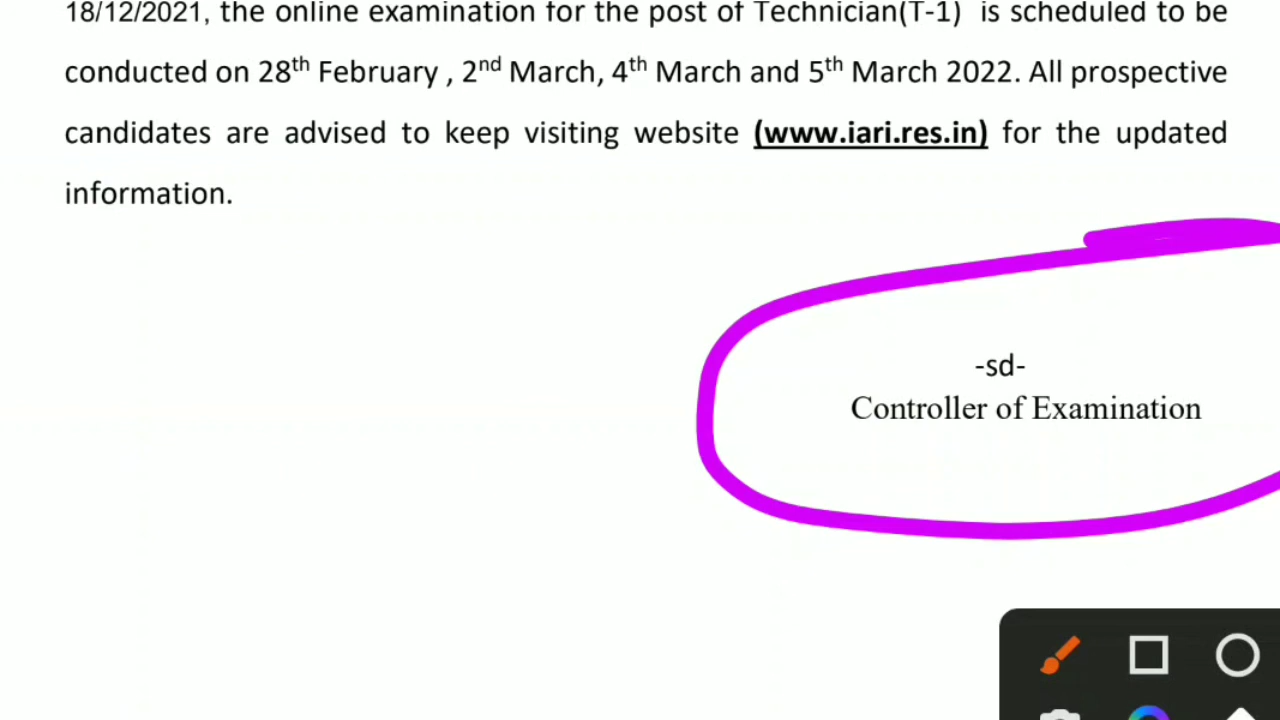 18/12/2021, the online examination for the post of Technician(T-1) is scheduled to be
conducted on 28th February , 2nd March, 4th March and 5th March 2022. All prospective
candidates are advised to keep visiting website (www.iari.res.in) for the updated
information.
-sd-
Controller of Examination